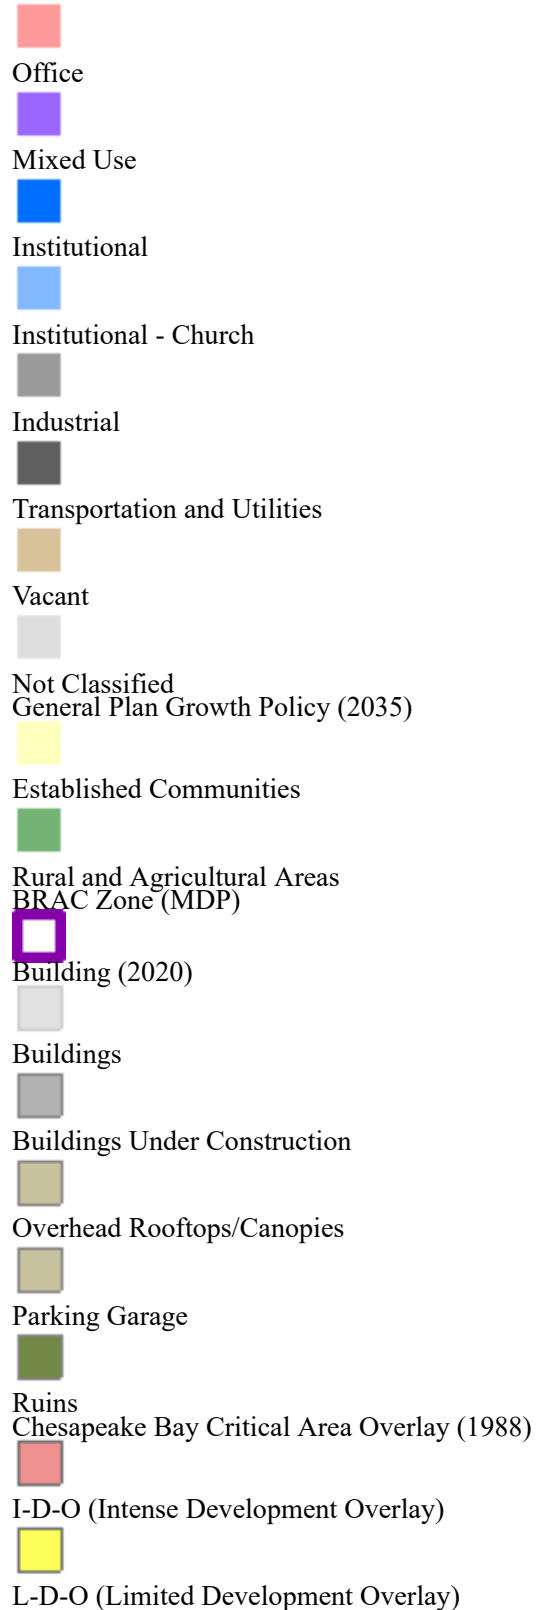 Office
Mixed Use
Institutional
Institutional - Church
Industrial
Transportation and Utilities
Vacant
Not Classified
General Plan Growth Policy (2035)
Established Communities
Rural and Agricultural Areas
BRAC Zone (MDP)
Building (2020)
Buildings
Buildings Under Construction
Overhead Rooftops/Canopies
Parking Garage
Ruins
Chesapeake Bay Critical Area Overlay (1988)
I-D-O (Intense Development Overlay)
L-D-O (Limited Development Overlay)